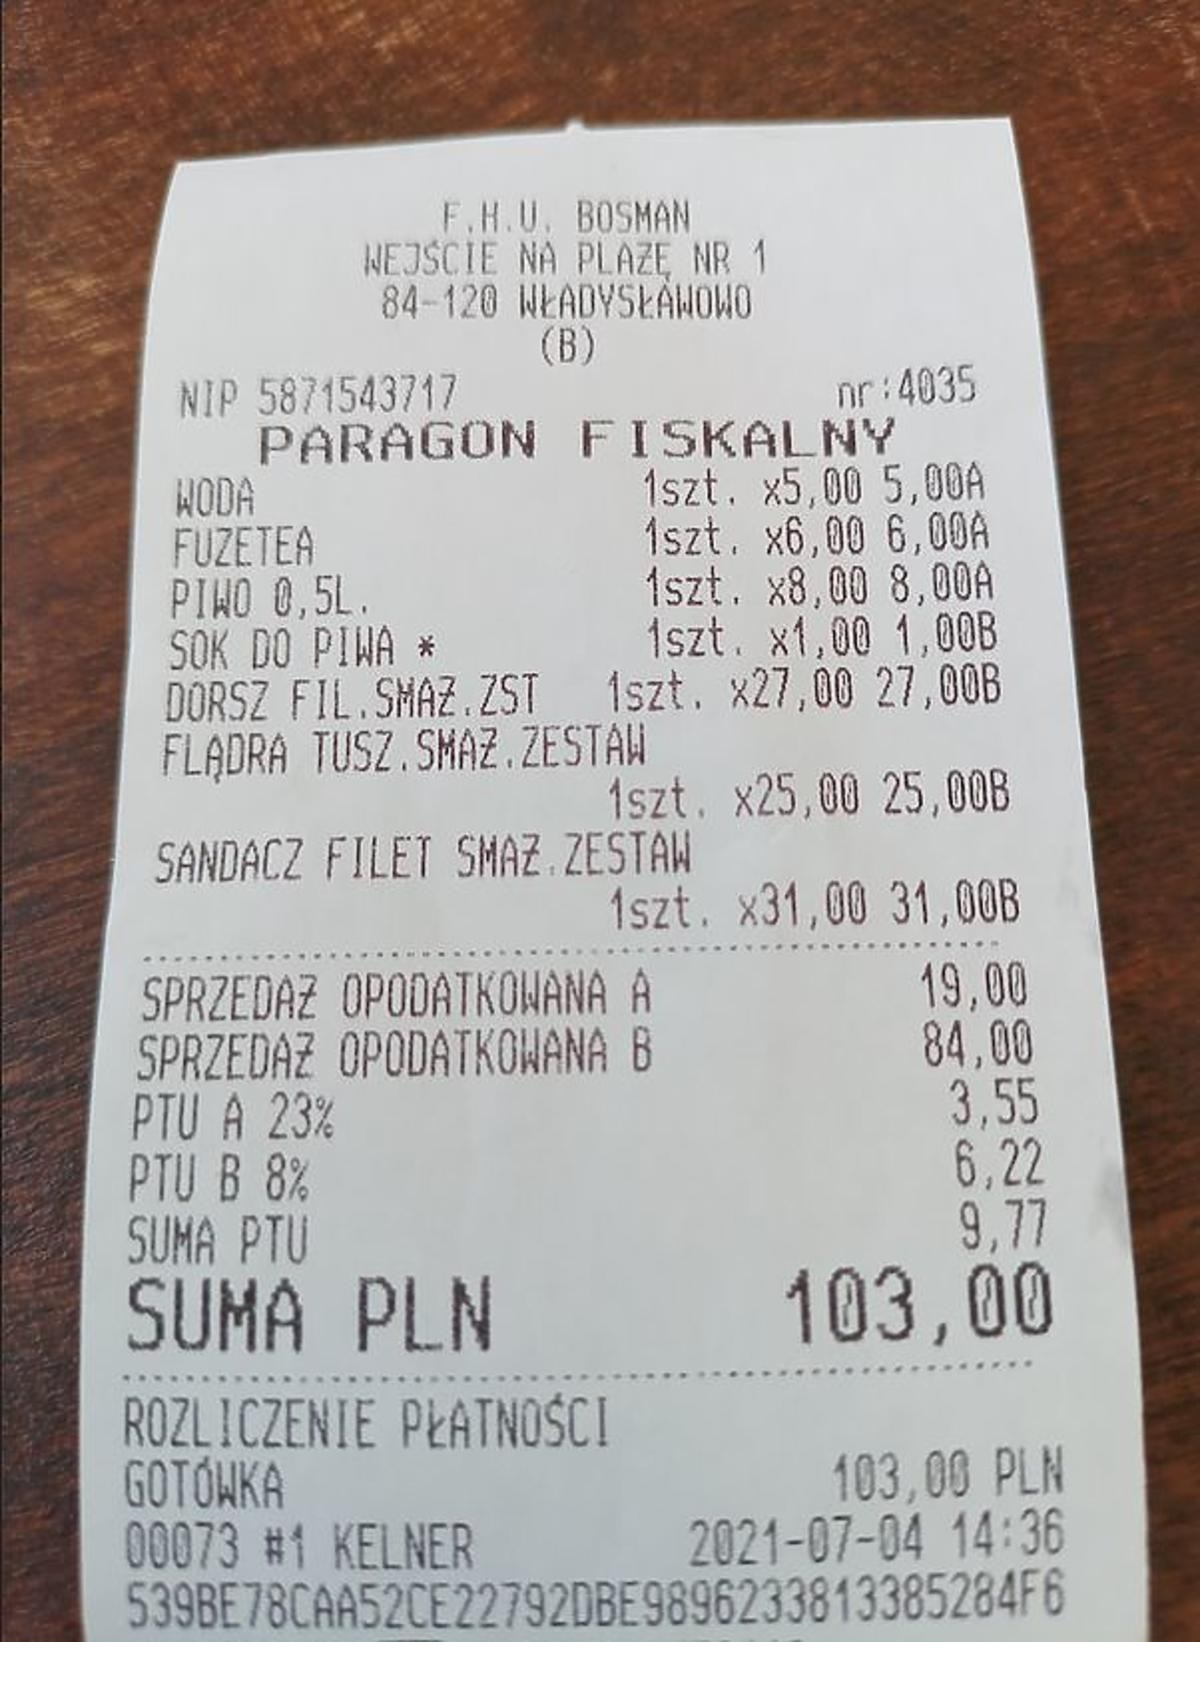 F.H.U. BOSMAN
WEJŚCIE NA PLAŻĘ NR 1
84-120 WŁADYSŁAWOWO
(B)
NIP 5871543717 nr:4035
PARAGON FISKALNY
WODA 1szt. x5,00 5,00A
FUZETEA 1szt. x6,00 6,00A
PIWO 0,5L. 1szt. x8,00 8,00A
SOK DO PIWA * 1szt. x1,00 1,00B
DORSZ FIL.SMAŻ.ZST 1szt. x27,00 27,00B
FLĄDRA TUSZ.SMAŻ.ZESTAW
1szt. x25,00 25,00B
SANDACZ FILET SMAŻ.ZESTAW
1szt. x31,00 31,00B
SPRZEDAŻ OPODATKOWANA A 19,00
SPRZEDAŻ OPODATKOWANA B 84,00
PTU A 23% 3,55
PTU B 8% 6,22
SUMA PTU 9,77
SUMA PLN 103,00
ROZLICZENIE PŁATNOŚCI
GOTÓWKA 103,00 PLN
00073 #1 KELNER 2021-07-04 14:36
539BE78CAA52CE22792DBE9896233813385284F6